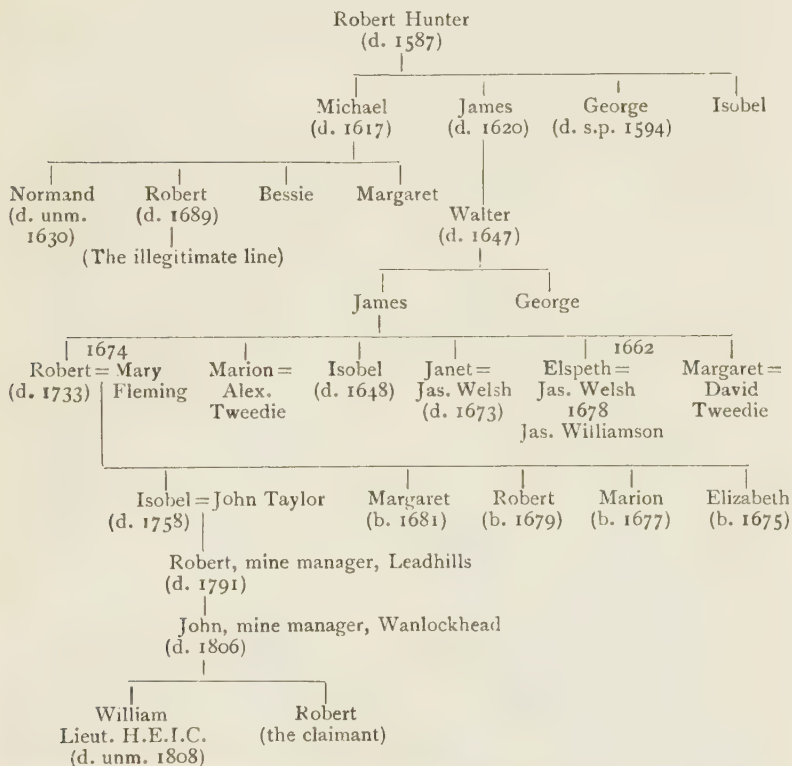 Robert Hunter
(d. 1587)
Michael James George Isobel
(d. 1617) (d. 1620) (d. s.p. 1594)
Normand Robert Bessie Margaret
(d. unm. (d. 1689)
1630)
Walter
(d. 1647)
(The illegitimate line)
James George
1674 1662
Robert = Mary Marion = Isobel Janet = Elspeth = Margaret =
(d. 1733) Fleming Alex. (d. 1648) Jas. Welsh Jas. Welsh David
Tweedie (d. 1673) 1678 Tweedie
Jas. Williamson
Isobel = John Taylor Margaret Robert Marion Elizabeth
(d. 1758) (b. 1681) (b. 1679) (b. 1677) (b. 1675)
Robert, mine manager, Leadhills
(d. 1791)
John, mine manager, Wanlockhead
(d. 1806)
William Robert
Lieut. H.E.I.C. (the claimant)
(d. unm. 1808)